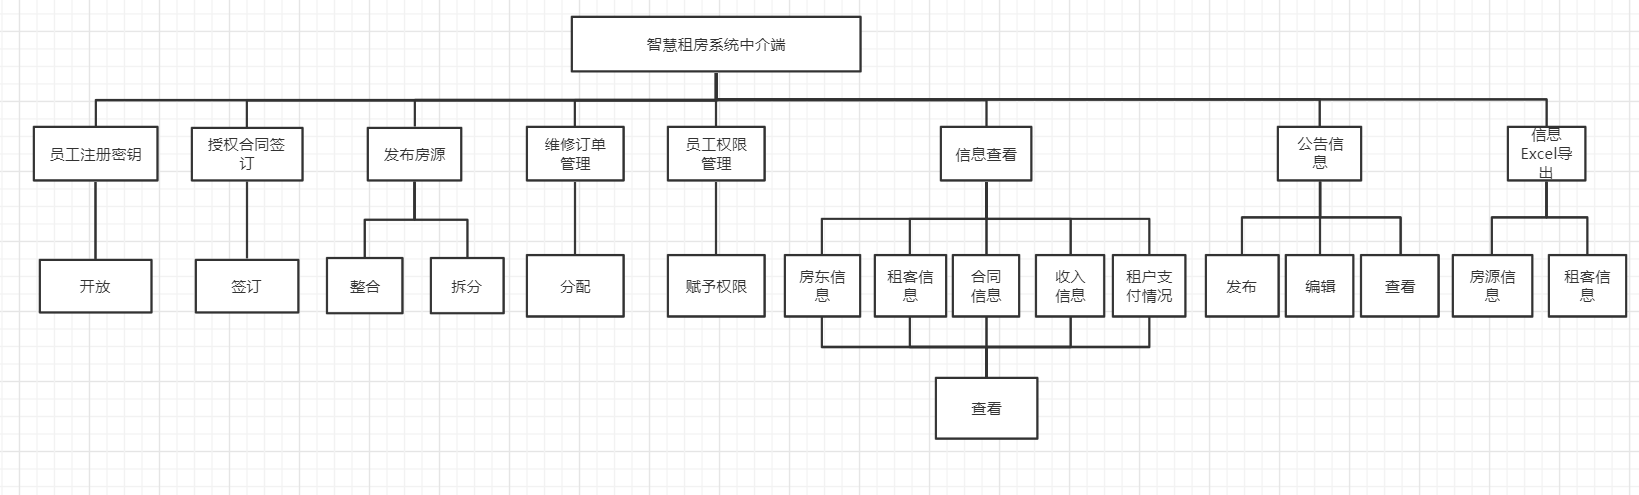 智慧租房系统中介端
员工注册密钥
授权合同签
订
发布房源
维修订单
管理
员工权限
管理
信息查看
公告信
息
信息
Excel导
出
开放
签订
整合
拆分
分配
赋予权限
房东信
息
租客信
息
合同
信息
收入
信息
租户支
付情况
发布
编辑
查看
房源信
息
租客信
息
查看